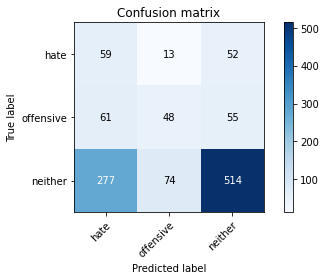 Confusion matrix
True label
hate 59 13 52
offensive 61 48 55
neither 277 74 514
hate offensive neither
Predicted label
500
400
300
200
100